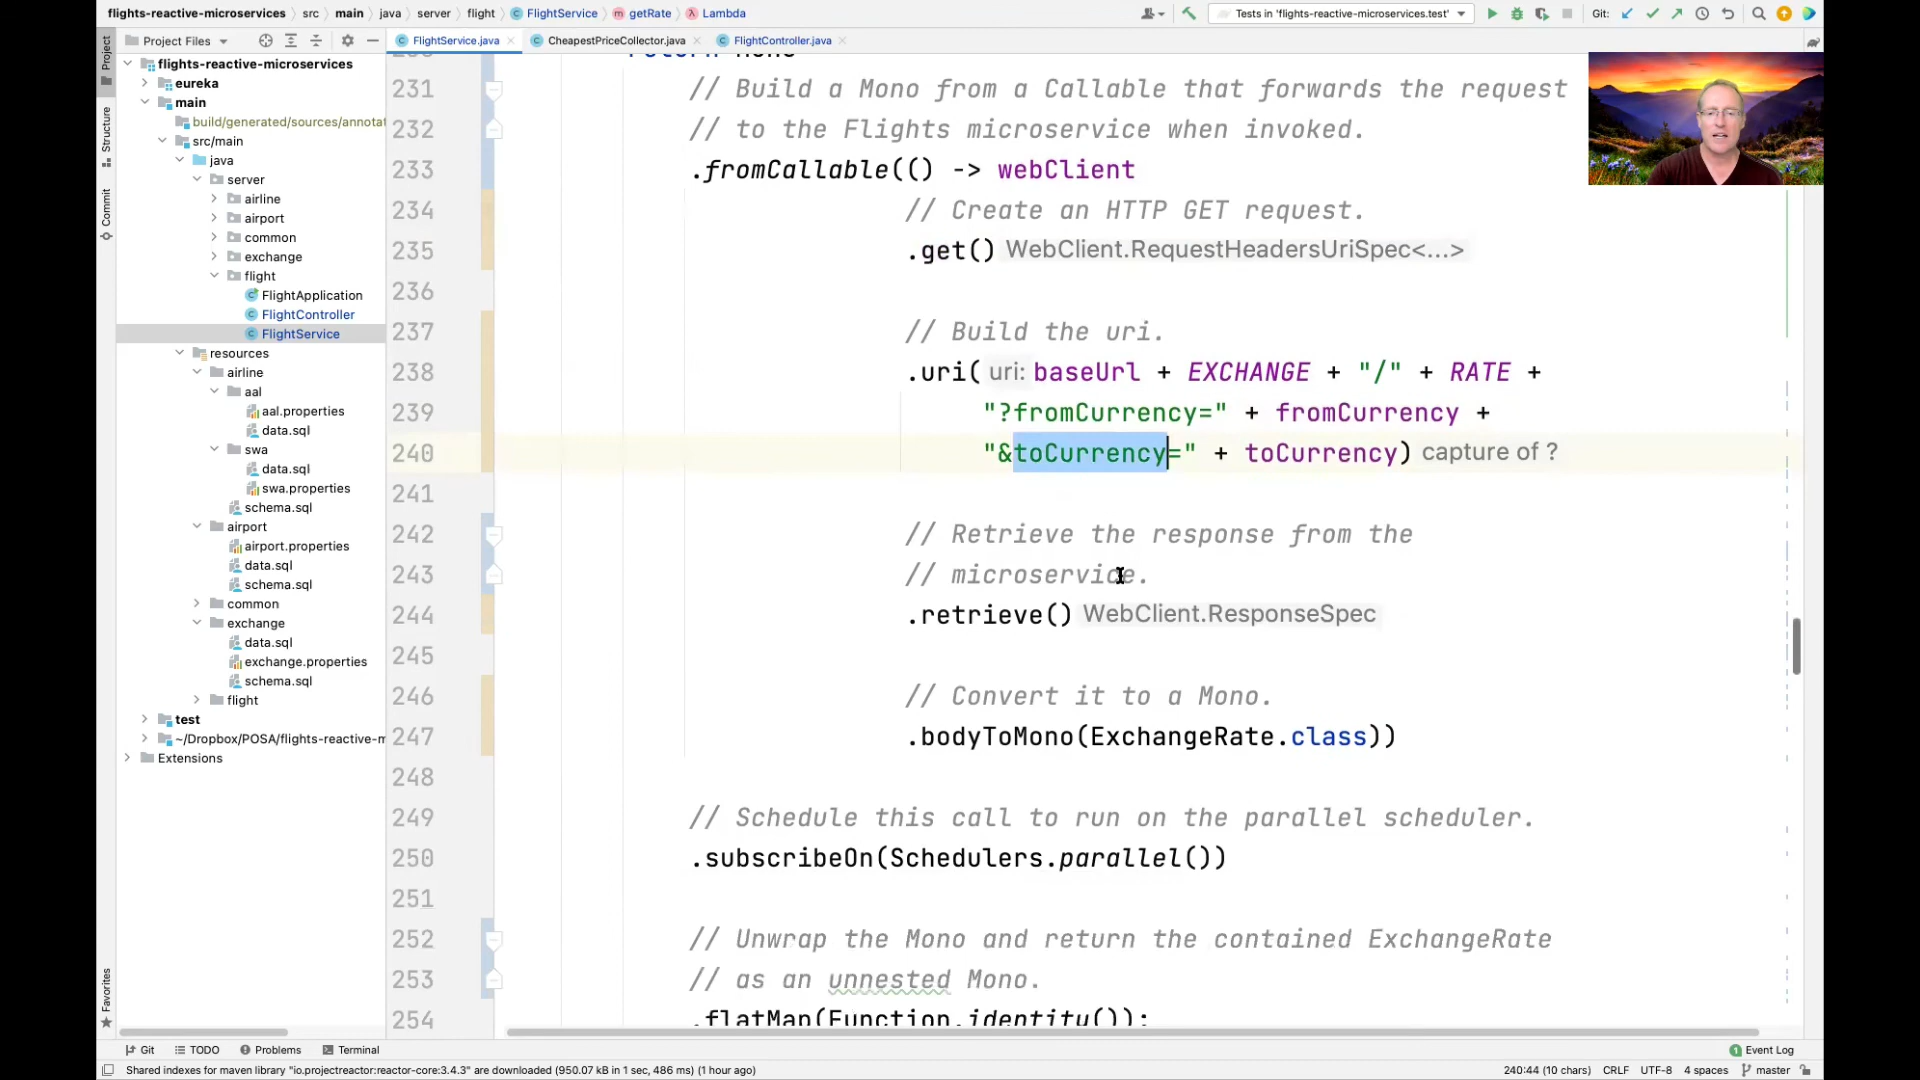 flights-reactive-microservices > src > main > java > server > flight > FlightService > getRate > Lambda
Tests in 'flights-reactive-microservices.test'
Git:
Project Files
FlightService.java
CheapestPriceCollector.java
FlightController.java
Project
Structure
Commit
Favorites
flights-reactive-microservices
eureka
main
build/generated/sources/annotat
src/main
java
server
airline
airport
common
exchange
flight
FlightApplication
FlightController
FlightService
resources
airline
aal
aal.properties
data.sql
swa
data.sql
swa.properties
schema.sql
airport
airport.properties
data.sql
schema.sql
common
exchange
data.sql
exchange.properties
schema.sql
flight
test
~/Dropbox/POSA/flights-reactive-m
Extensions
231 // Build a Mono from a Callable that forwards the request
232 // to the Flights microservice when invoked.
233 .fromCallable(() -> webClient
234 // Create an HTTP GET request.
235 .get() WebClient.RequestHeadersUriSpec<...>
236
237 // Build the uri.
238 .uri( uri: baseUrl + EXCHANGE + "/" + RATE +
239 "?fromCurrency=" + fromCurrency +
240 "&toCurrency=" + toCurrency) capture of ?
241
242 // Retrieve the response from the
243 // microservice.
244 .retrieve() WebClient.ResponseSpec
245
246 // Convert it to a Mono.
247 .bodyToMono(ExchangeRate.class))
248
249 // Schedule this call to run on the parallel scheduler.
250 .subscribeOn(Schedulers.parallel())
251
252 // Unwrap the Mono and return the contained ExchangeRate
253 // as an unnested Mono.
254 .flatMap(Function.identity());
Git
TODO
Problems
Terminal
1 Event Log
Shared indexes for maven library "io.projectreactor:reactor-core:3.4.3" are downloaded (950.07 kB in 1 sec, 486 ms) (1 hour ago)
240:44 (10 chars) CRLF UTF-8 4 spaces master